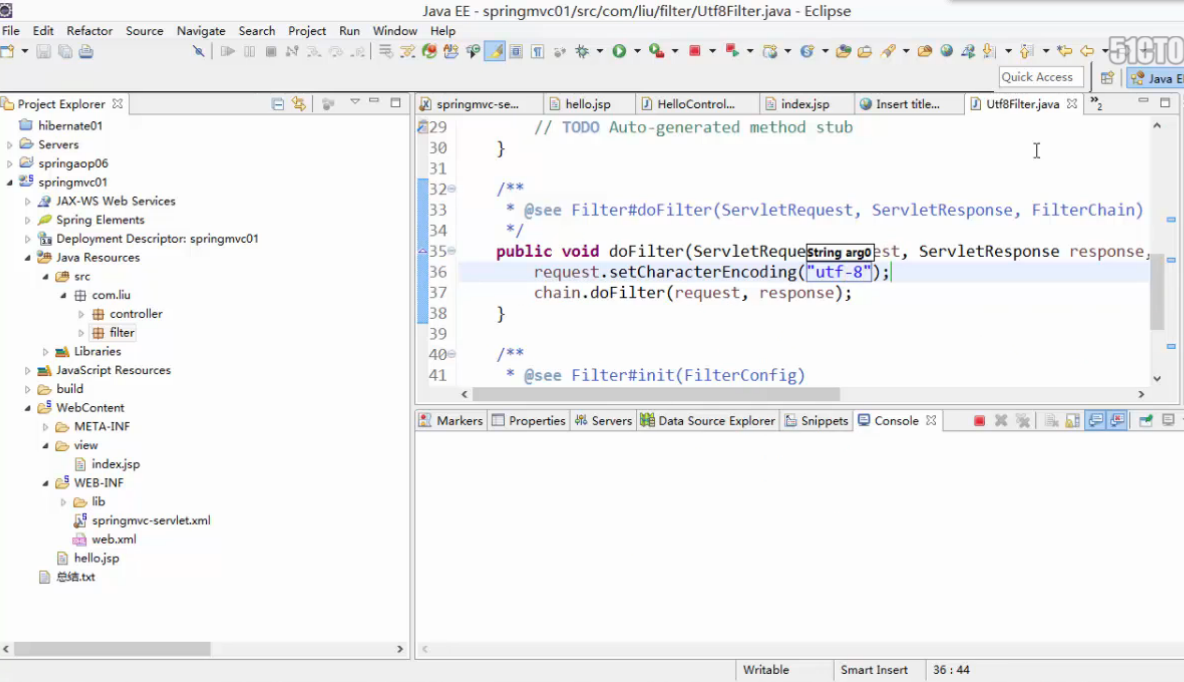 Java EE - springmvc01/src/com/liu/filter/Utf8Filter.java - Eclipse
File Edit Refactor Source Navigate Search Project Run Window Help
51CTO
Quick Access
Java E
Project Explorer
springmvc-se...
hello.jsp
HelloControl...
index.jsp
Insert title...
Utf8Filter.java
»2
hibernate01
Servers
springaop06
springmvc01
JAX-WS Web Services
Spring Elements
Deployment Descriptor: springmvc01
Java Resources
src
com.liu
controller
filter
Libraries
JavaScript Resources
build
WebContent
META-INF
view
index.jsp
WEB-INF
lib
springmvc-servlet.xml
web.xml
hello.jsp
总结.txt
29 // TODO Auto-generated method stub
30 }
31
32 /**
33 * @see Filter#doFilter(ServletRequest, ServletResponse, FilterChain)
34 */
35 public void doFilter(ServletReque String arg0 est, ServletResponse response,
36 request.setCharacterEncoding("utf-8");
37 chain.doFilter(request, response);
38 }
39
40 /**
41 * @see Filter#init(FilterConfig)
Markers Properties Servers Data Source Explorer Snippets Console
Writable Smart Insert 36 : 44